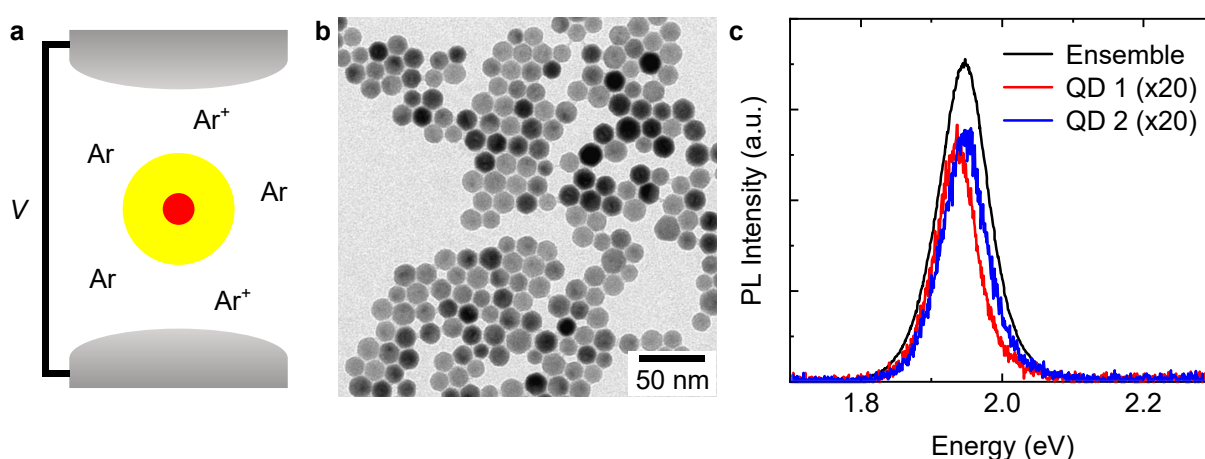 a
V
Ar⁺
Ar
Ar
Ar
Ar⁺
b
50 nm
c
PL Intensity (a.u.)
Ensemble
QD 1 (x20)
QD 2 (x20)
1.8
2.0
2.2
Energy (eV)